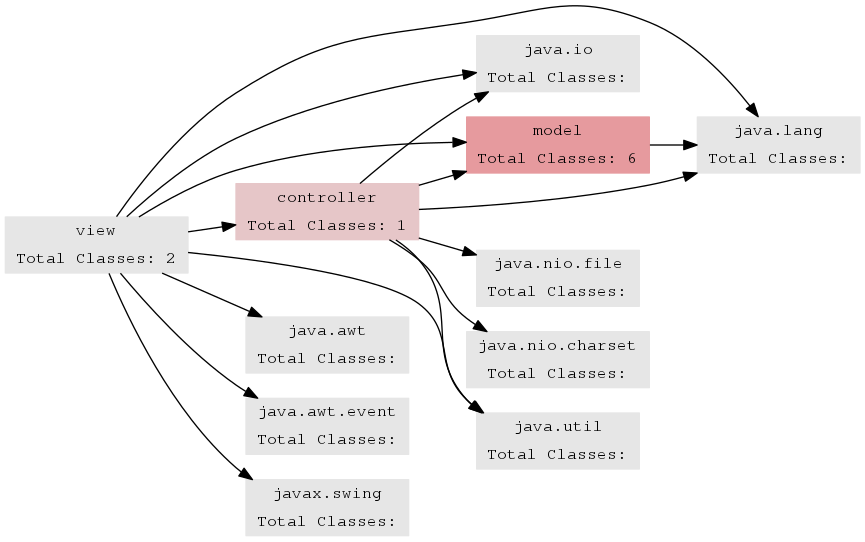 java.io
Total Classes:
model
Total Classes: 6
java.lang
Total Classes:
controller
Total Classes: 1
view
Total Classes: 2
java.nio.file
Total Classes:
java.awt
Total Classes:
java.nio.charset
Total Classes:
java.awt.event
Total Classes:
java.util
Total Classes:
javax.swing
Total Classes: